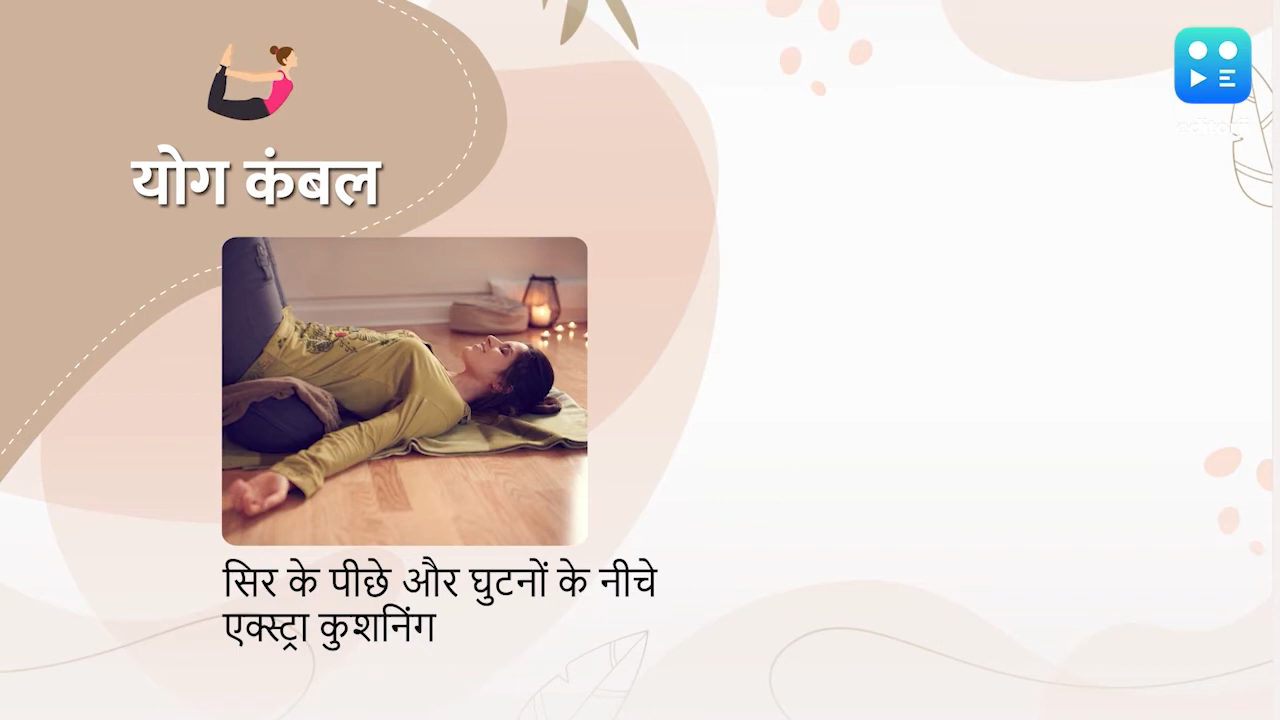 योग कंबल
सिर के पीछे और घुटनों के नीचे
एक्स्ट्रा कुशनिंग